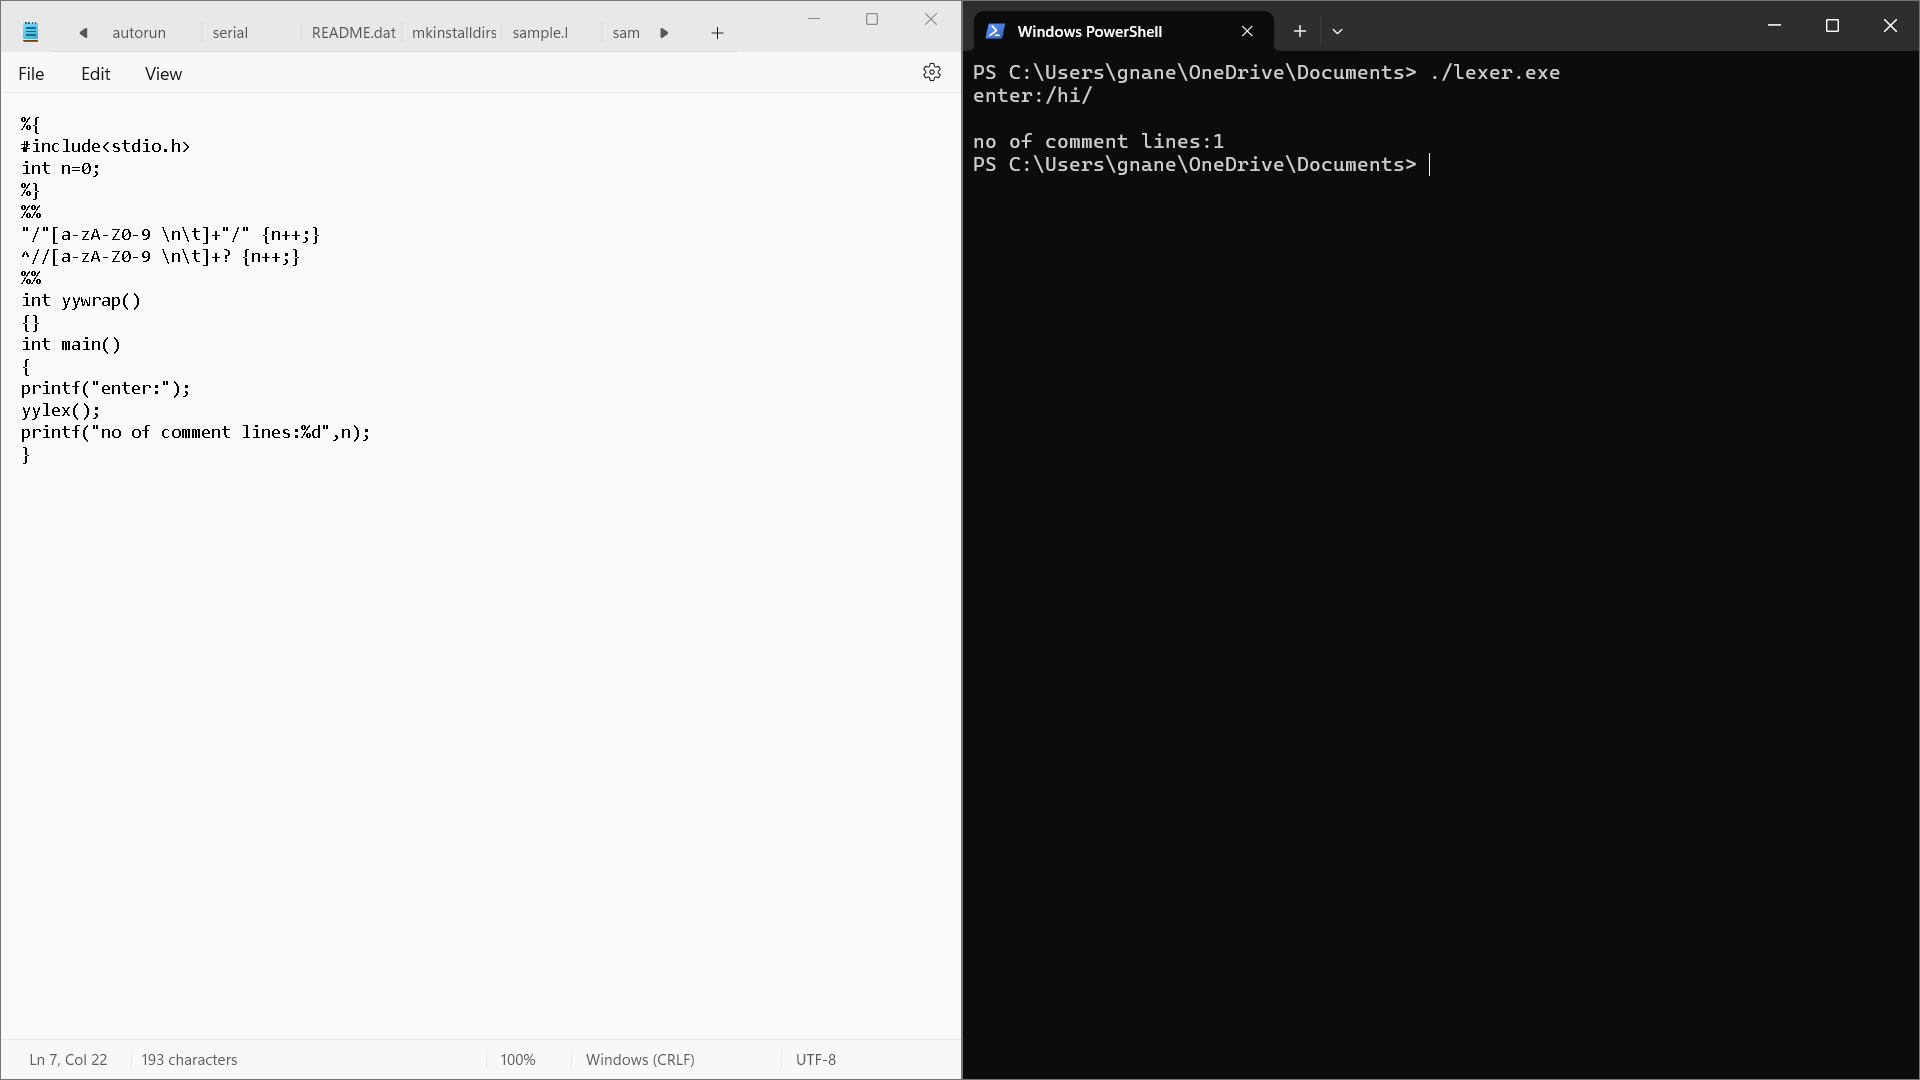 autorun serial README.dat mkinstalldirs sample.l sam
File Edit View
%{
#include<stdio.h>
int n=0;
%}
%%
"/"[a-zA-Z0-9 \n\t]+"/" {n++;}
^//[a-zA-Z0-9 \n\t]+? {n++;}
%%
int yywrap()
{}
int main()
{
printf("enter:");
yylex();
printf("no of comment lines:%d",n);
}
Ln 7, Col 22 193 characters 100% Windows (CRLF) UTF-8
Windows PowerShell
PS C:\Users\gnane\OneDrive\Documents> ./lexer.exe
enter:/hi/
no of comment lines:1
PS C:\Users\gnane\OneDrive\Documents>